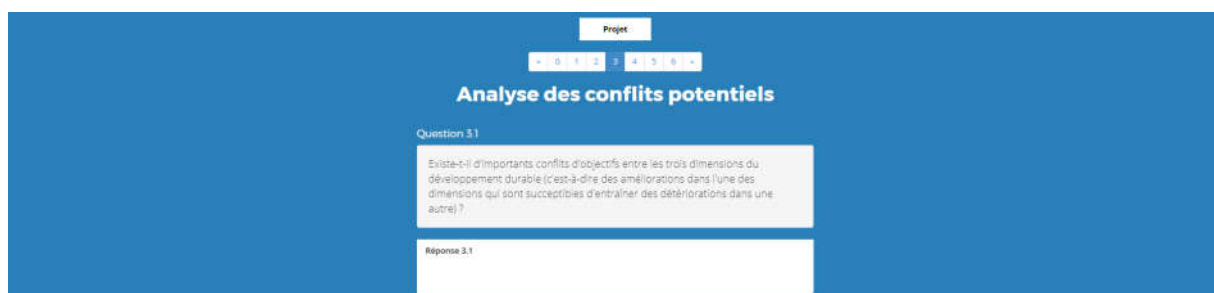 Projet
« 0 1 2 3 4 5 6 »
Analyse des conflits potentiels
Question 3.1
Existe-t-il d'importants conflits d'objectifs entre les trois dimensions du
développement durable (c'est-à-dire des améliorations dans l'une des
dimensions qui sont succeptibles d'entraîner des détériorations dans une
autre) ?
Réponse 3.1